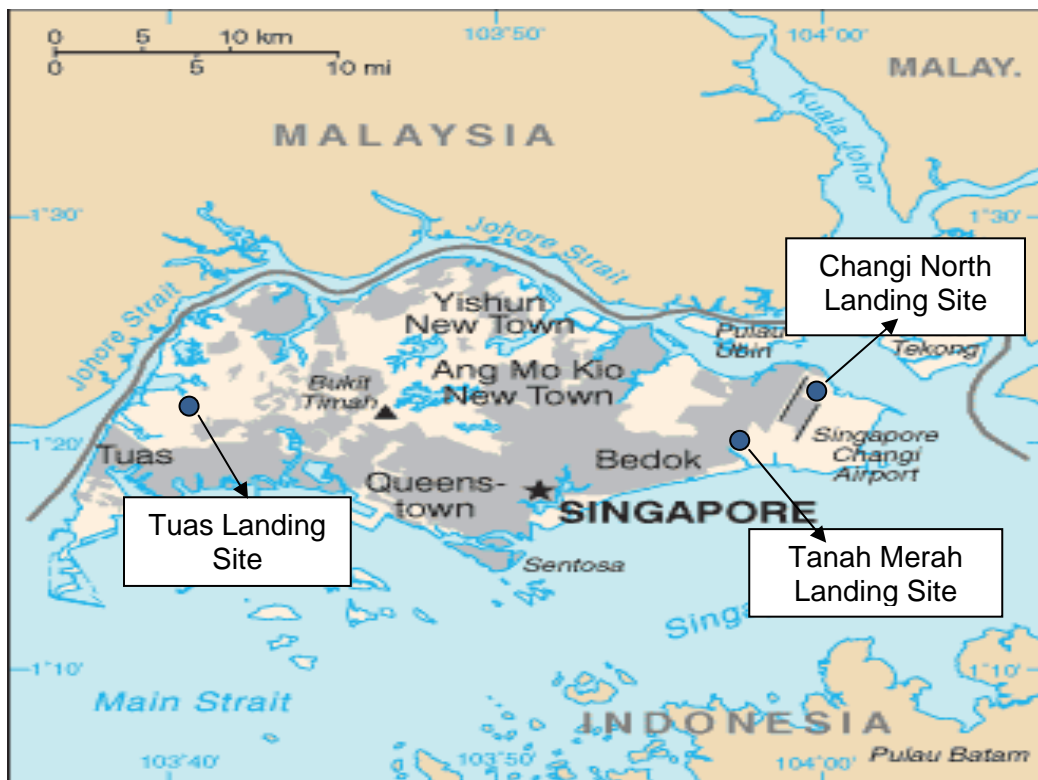 0 5 10 km
0 5 10 mi
103°50'
104°00'
MALAY.
MALAYSIA
Kuala Johor
1°30'
1°30'
Johore Strait
Johore Strait
Changi North
Landing Site
Yishun
New Town
Pulau
Ubin
Tekong
Bukit
Timah
Ang Mo Kio
New Town
1°20'
Tuas
Queens-
town
Bedok
Singapore
Changi
Airport
SINGAPORE
Tuas Landing
Site
Sentosa
Tanah Merah
Landing Site
1°10'
1°10'
Main Strait
INDONESIA
Pulau Batam
103°40'
103°50'
104°00'